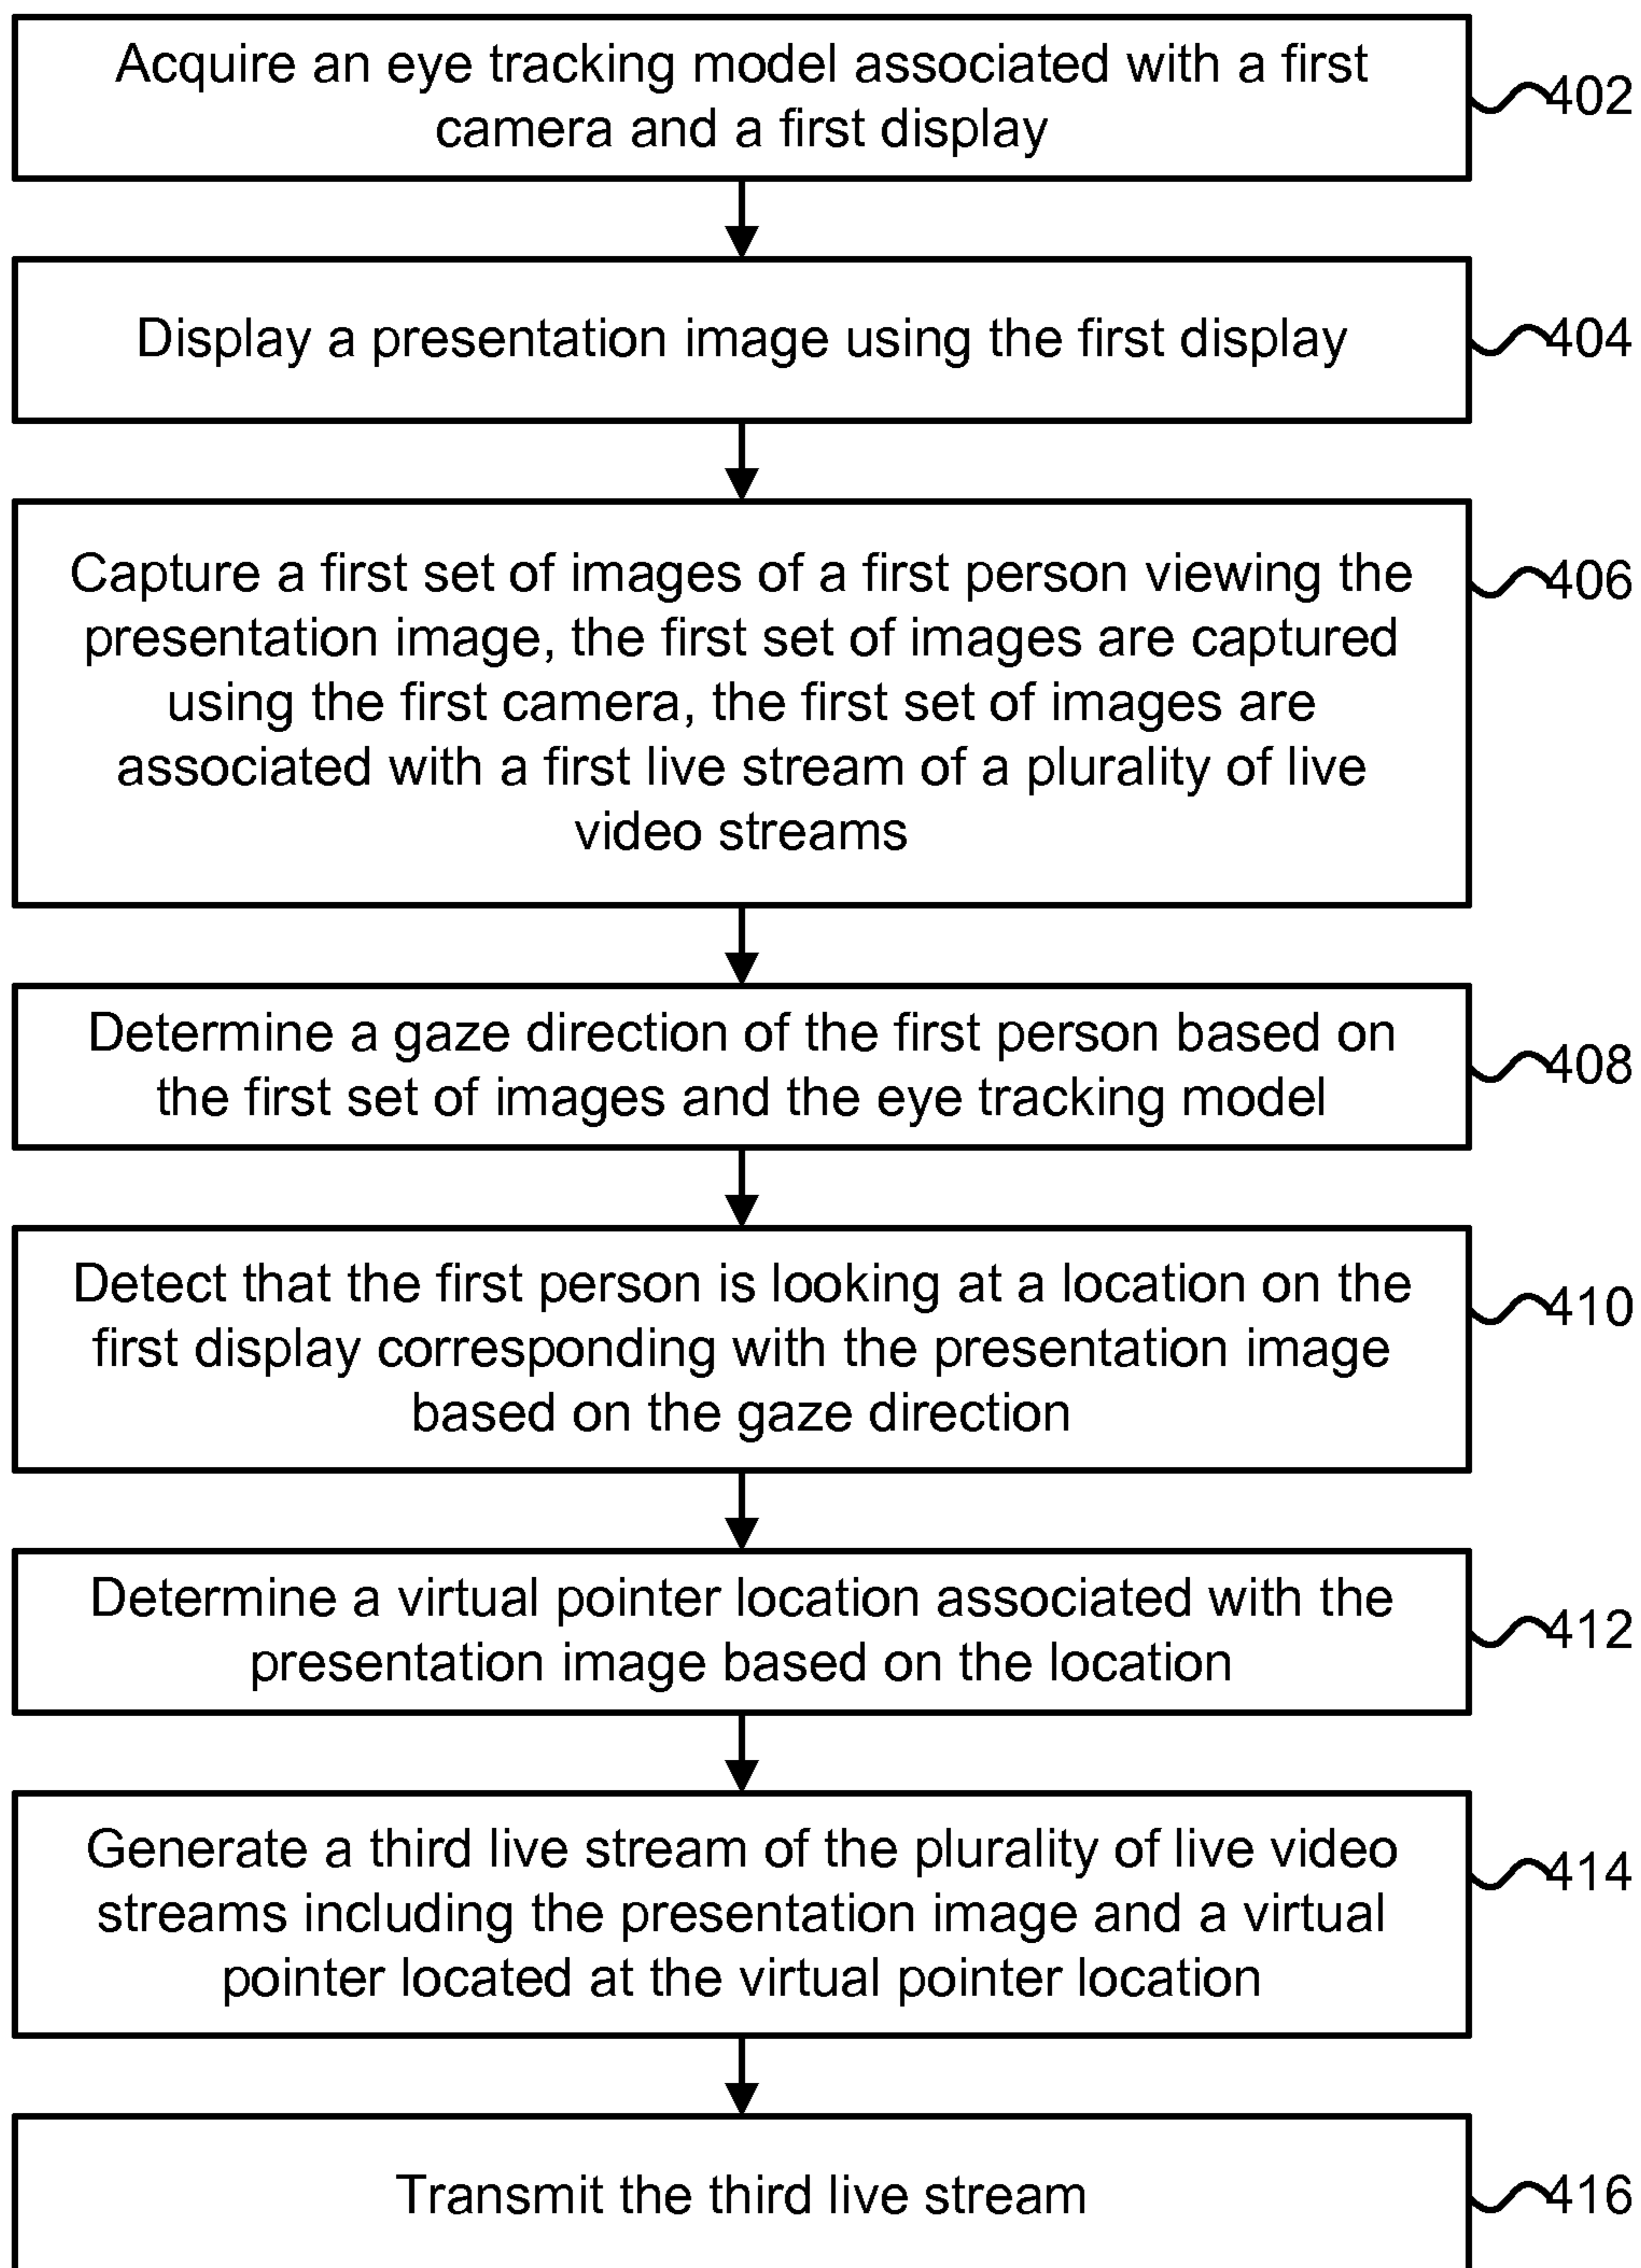 Acquire an eye tracking model associated with a first
camera and a first display
402
Display a presentation image using the first display
404
Capture a first set of images of a first person viewing the
presentation image, the first set of images are captured
using the first camera, the first set of images are
associated with a first live stream of a plurality of live
video streams
406
Determine a gaze direction of the first person based on
the first set of images and the eye tracking model
408
Detect that the first person is looking at a location on the
first display corresponding with the presentation image
based on the gaze direction
410
Determine a virtual pointer location associated with the
presentation image based on the location
412
Generate a third live stream of the plurality of live video
streams including the presentation image and a virtual
pointer located at the virtual pointer location
414
Transmit the third live stream
416